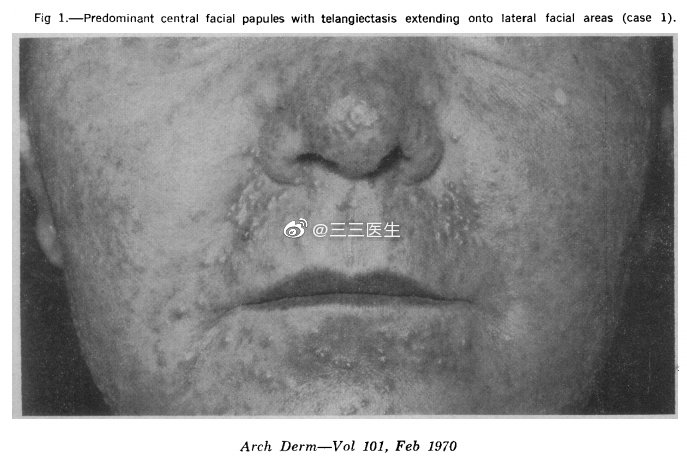 Fig 1.—Predominant central facial papules with telangiectasis extending onto lateral facial areas (case 1).
@三三医生
Arch Derm—Vol 101, Feb 1970